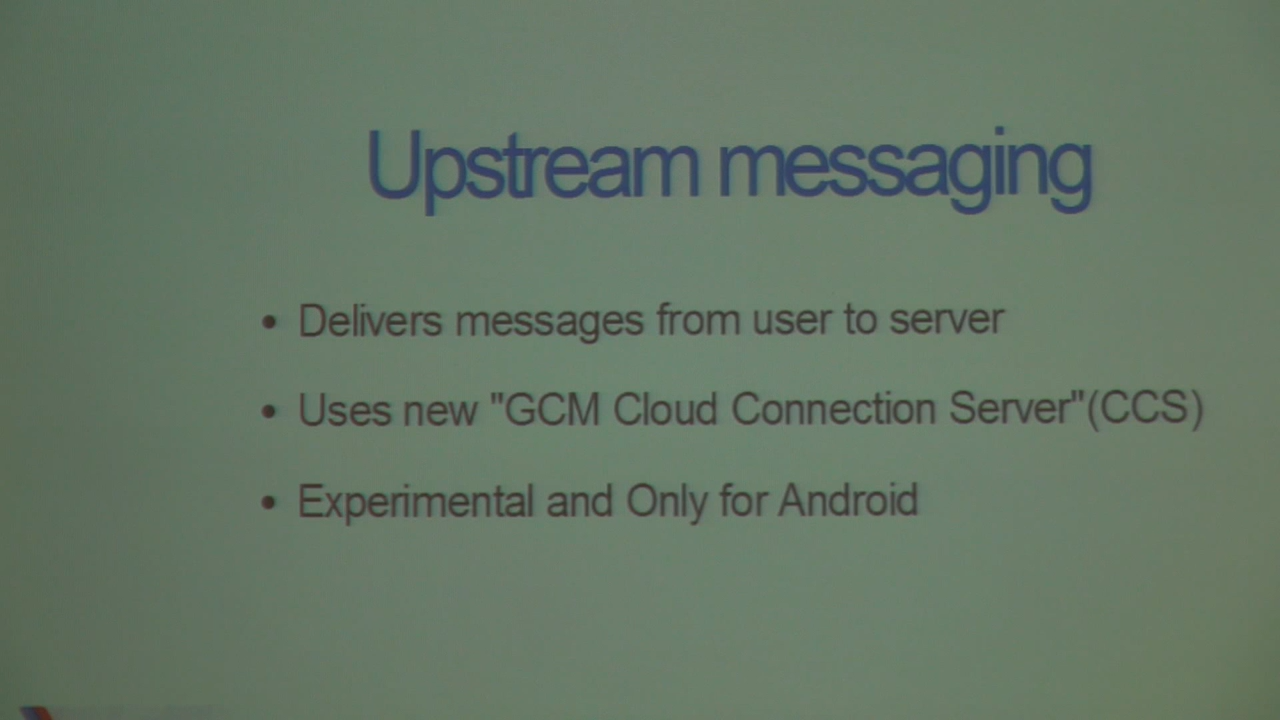 Upstream messaging
• Delivers messages from user to server
• Uses new "GCM Cloud Connection Server"(CCS)
• Experimental and Only for Android